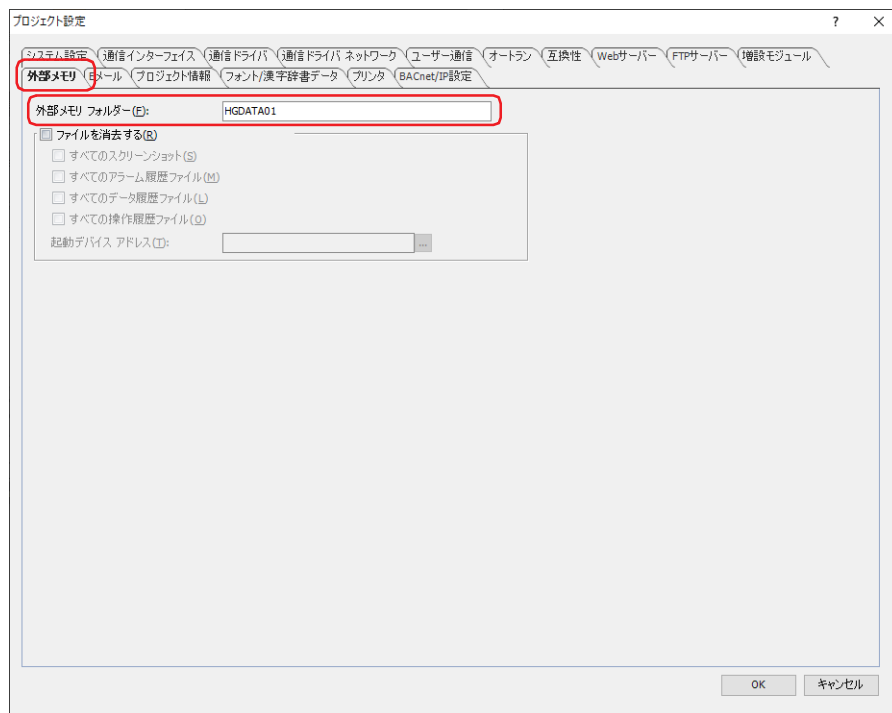 プロジェクト設定 ? ×
システム設定 通信インターフェイス 通信ドライバ 通信ドライバ ネットワーク ユーザー通信 オートラン 互換性 Webサーバー FTPサーバー 増設モジュール
外部メモリ Eメール プロジェクト情報 フォント/漢字辞書データ プリンタ BACnet/IP設定
外部メモリ フォルダー(F): HGDATA01
ファイルを消去する(R)
すべてのスクリーンショット(S)
すべてのアラーム履歴ファイル(M)
すべてのデータ履歴ファイル(L)
すべての操作履歴ファイル(O)
起動デバイス アドレス(T): ...
OK キャンセル